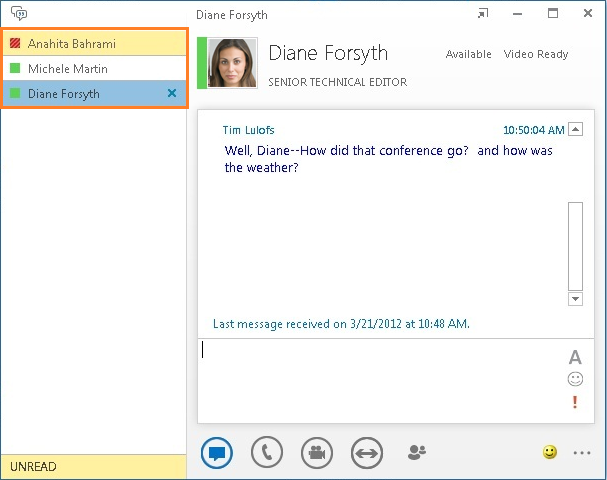 Diane Forsyth
Anahita Bahrami
Michele Martin
Diane Forsyth
UNREAD
Diane Forsyth
Available Video Ready
SENIOR TECHNICAL EDITOR
Tim Lulofs 10:50:04 AM
Well, Diane--How did that conference go? and how was
the weather?
Last message received on 3/21/2012 at 10:48 AM.
A
!